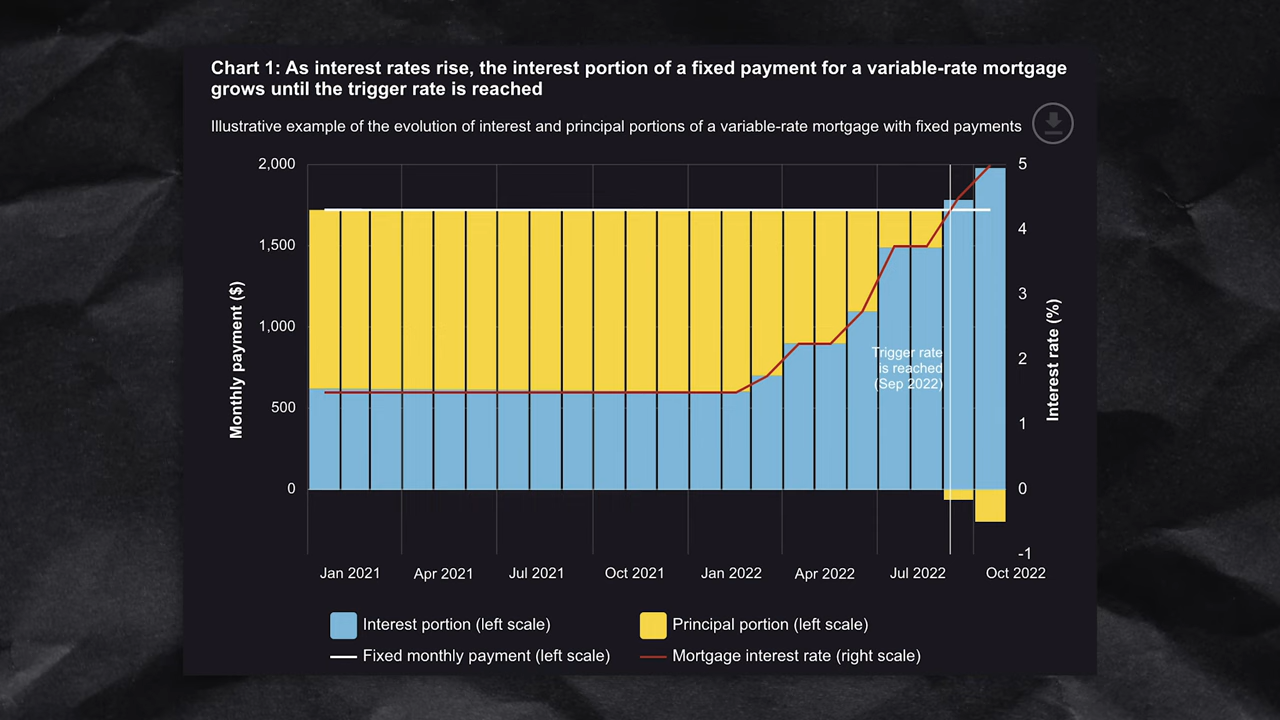 Chart 1: As interest rates rise, the interest portion of a fixed payment for a variable-rate mortgage
grows until the trigger rate is reached
Illustrative example of the evolution of interest and principal portions of a variable-rate mortgage with fixed payments
2,000
1,500
1,000
500
0
Monthly payment ($)
5
4
3
2
1
0
-1
Interest rate (%)
Trigger rate
is reached
(Sep 2022)
Jan 2021 Apr 2021 Jul 2021 Oct 2021 Jan 2022 Apr 2022 Jul 2022 Oct 2022
Interest portion (left scale) Principal portion (left scale)
Fixed monthly payment (left scale) Mortgage interest rate (right scale)